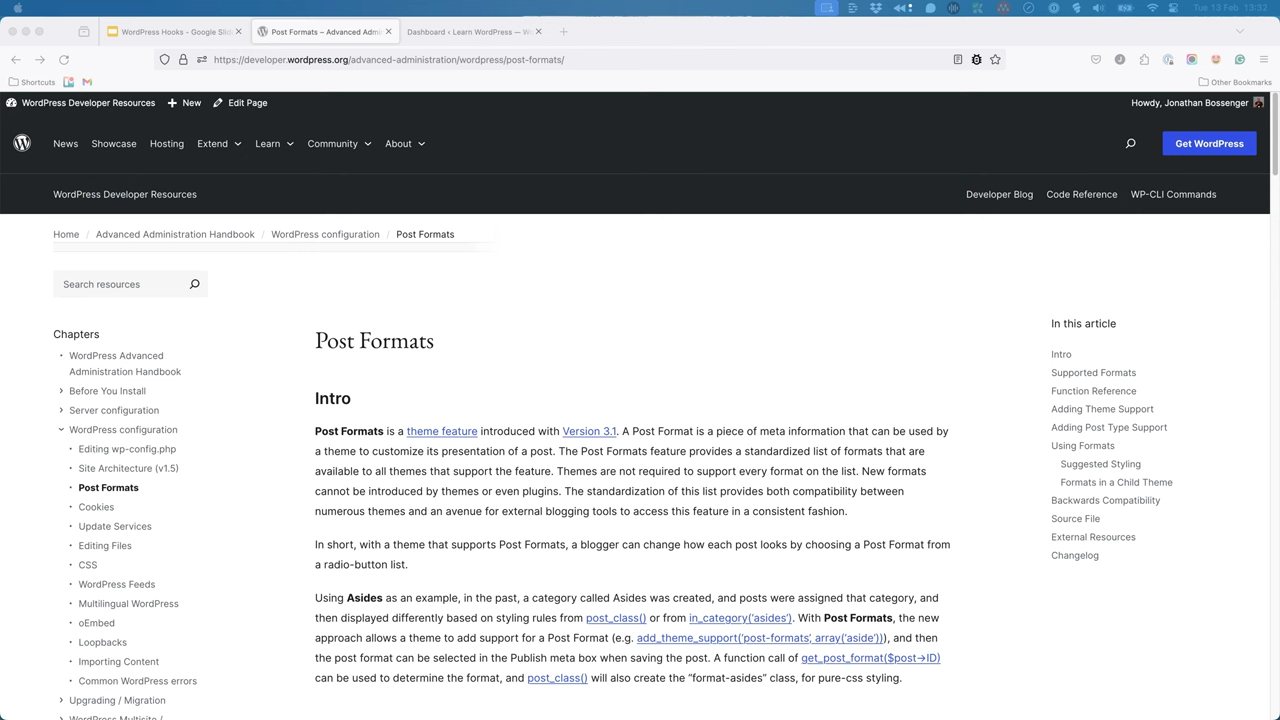 Tue 13 Feb 13:32
WordPress Hooks - Google Slide
Post Formats – Advanced Admi
Dashboard ‹ Learn WordPress — W
https://developer.wordpress.org/advanced-administration/wordpress/post-formats/
Shortcuts
Other Bookmarks
WordPress Developer Resources
New
Edit Page
Howdy, Jonathan Bossenger
News
Showcase
Hosting
Extend
Learn
Community
About
Get WordPress
WordPress Developer Resources
Developer Blog
Code Reference
WP-CLI Commands
Home / Advanced Administration Handbook / WordPress configuration / Post Formats
Search resources
Chapters
WordPress Advanced
Administration Handbook
Before You Install
Server configuration
WordPress configuration
Editing wp-config.php
Site Architecture (v1.5)
Post Formats
Cookies
Update Services
Editing Files
CSS
WordPress Feeds
Multilingual WordPress
oEmbed
Loopbacks
Importing Content
Common WordPress errors
Upgrading / Migration
WordPress Multisite /
Post Formats
Intro
Post Formats is a theme feature introduced with Version 3.1. A Post Format is a piece of meta information that can be used by
a theme to customize its presentation of a post. The Post Formats feature provides a standardized list of formats that are
available to all themes that support the feature. Themes are not required to support every format on the list. New formats
cannot be introduced by themes or even plugins. The standardization of this list provides both compatibility between
numerous themes and an avenue for external blogging tools to access this feature in a consistent fashion.
In short, with a theme that supports Post Formats, a blogger can change how each post looks by choosing a Post Format from
a radio-button list.
Using Asides as an example, in the past, a category called Asides was created, and posts were assigned that category, and
then displayed differently based on styling rules from post_class() or from in_category('asides'). With Post Formats, the new
approach allows a theme to add support for a Post Format (e.g. add_theme_support('post-formats', array('aside'))), and then
the post format can be selected in the Publish meta box when saving the post. A function call of get_post_format($post->ID)
can be used to determine the format, and post_class() will also create the “format-asides” class, for pure-css styling.
In this article
Intro
Supported Formats
Function Reference
Adding Theme Support
Adding Post Type Support
Using Formats
Suggested Styling
Formats in a Child Theme
Backwards Compatibility
Source File
External Resources
Changelog